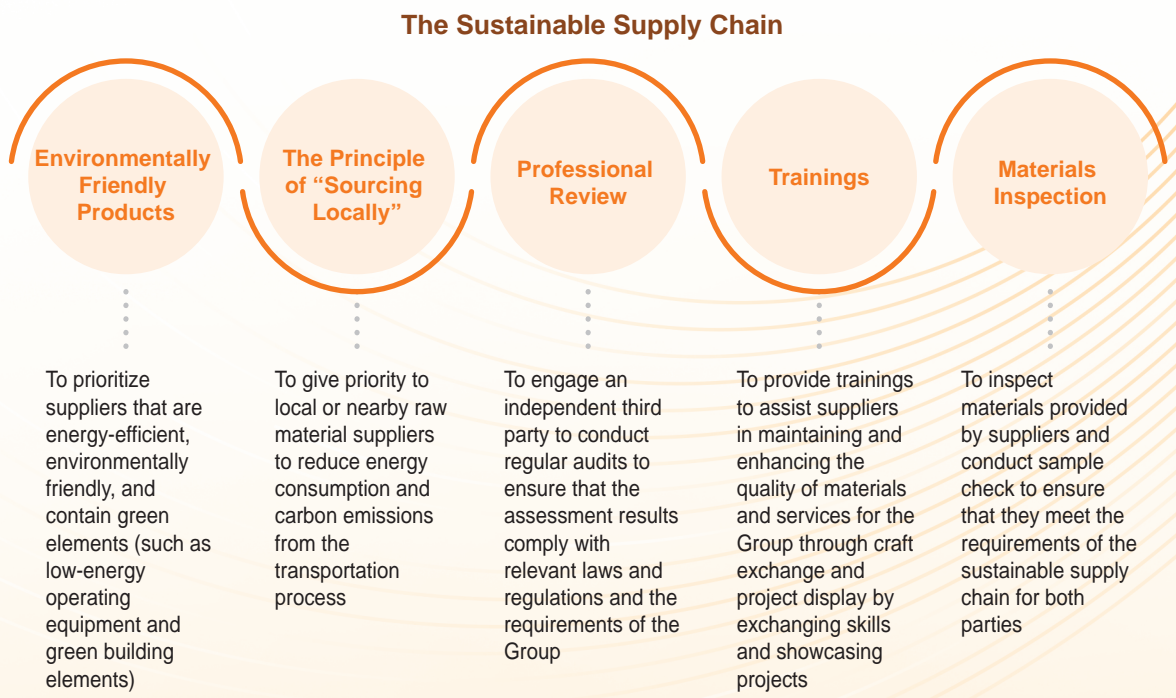 The Sustainable Supply Chain
Environmentally
Friendly
Products
The Principle
of “Sourcing
Locally”
Professional
Review
Trainings
Materials
Inspection
To prioritize
suppliers that are
energy-efficient,
environmentally
friendly, and
contain green
elements (such as
low-energy
operating
equipment and
green building
elements)
To give priority to
local or nearby raw
material suppliers
to reduce energy
consumption and
carbon emissions
from the
transportation
process
To engage an
independent third
party to conduct
regular audits to
ensure that the
assessment results
comply with
relevant laws and
regulations and the
requirements of the
Group
To provide trainings
to assist suppliers
in maintaining and
enhancing the
quality of materials
and services for the
Group through craft
exchange and
project display by
exchanging skills
and showcasing
projects
To inspect
materials provided
by suppliers and
conduct sample
check to ensure
that they meet the
requirements of the
sustainable supply
chain for both
parties